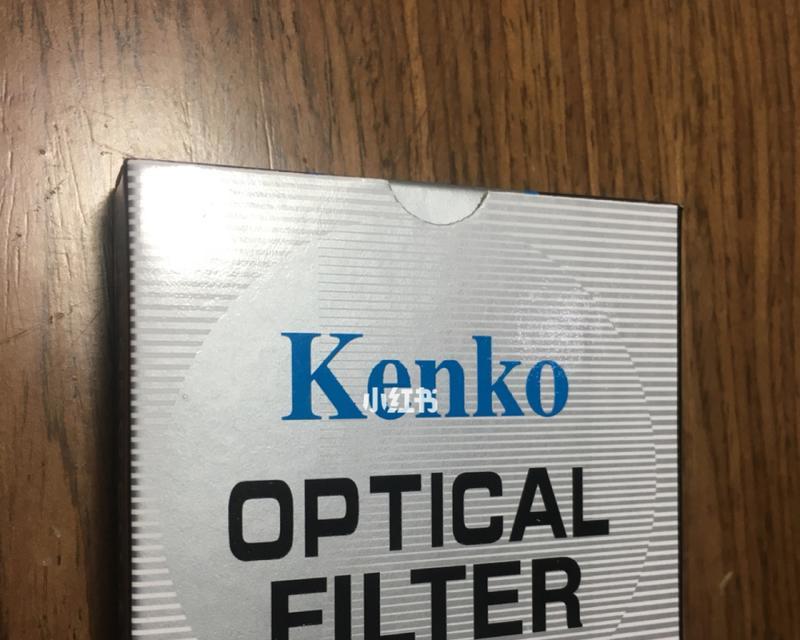 Kenko
小红书
OPTICAL
FILTER